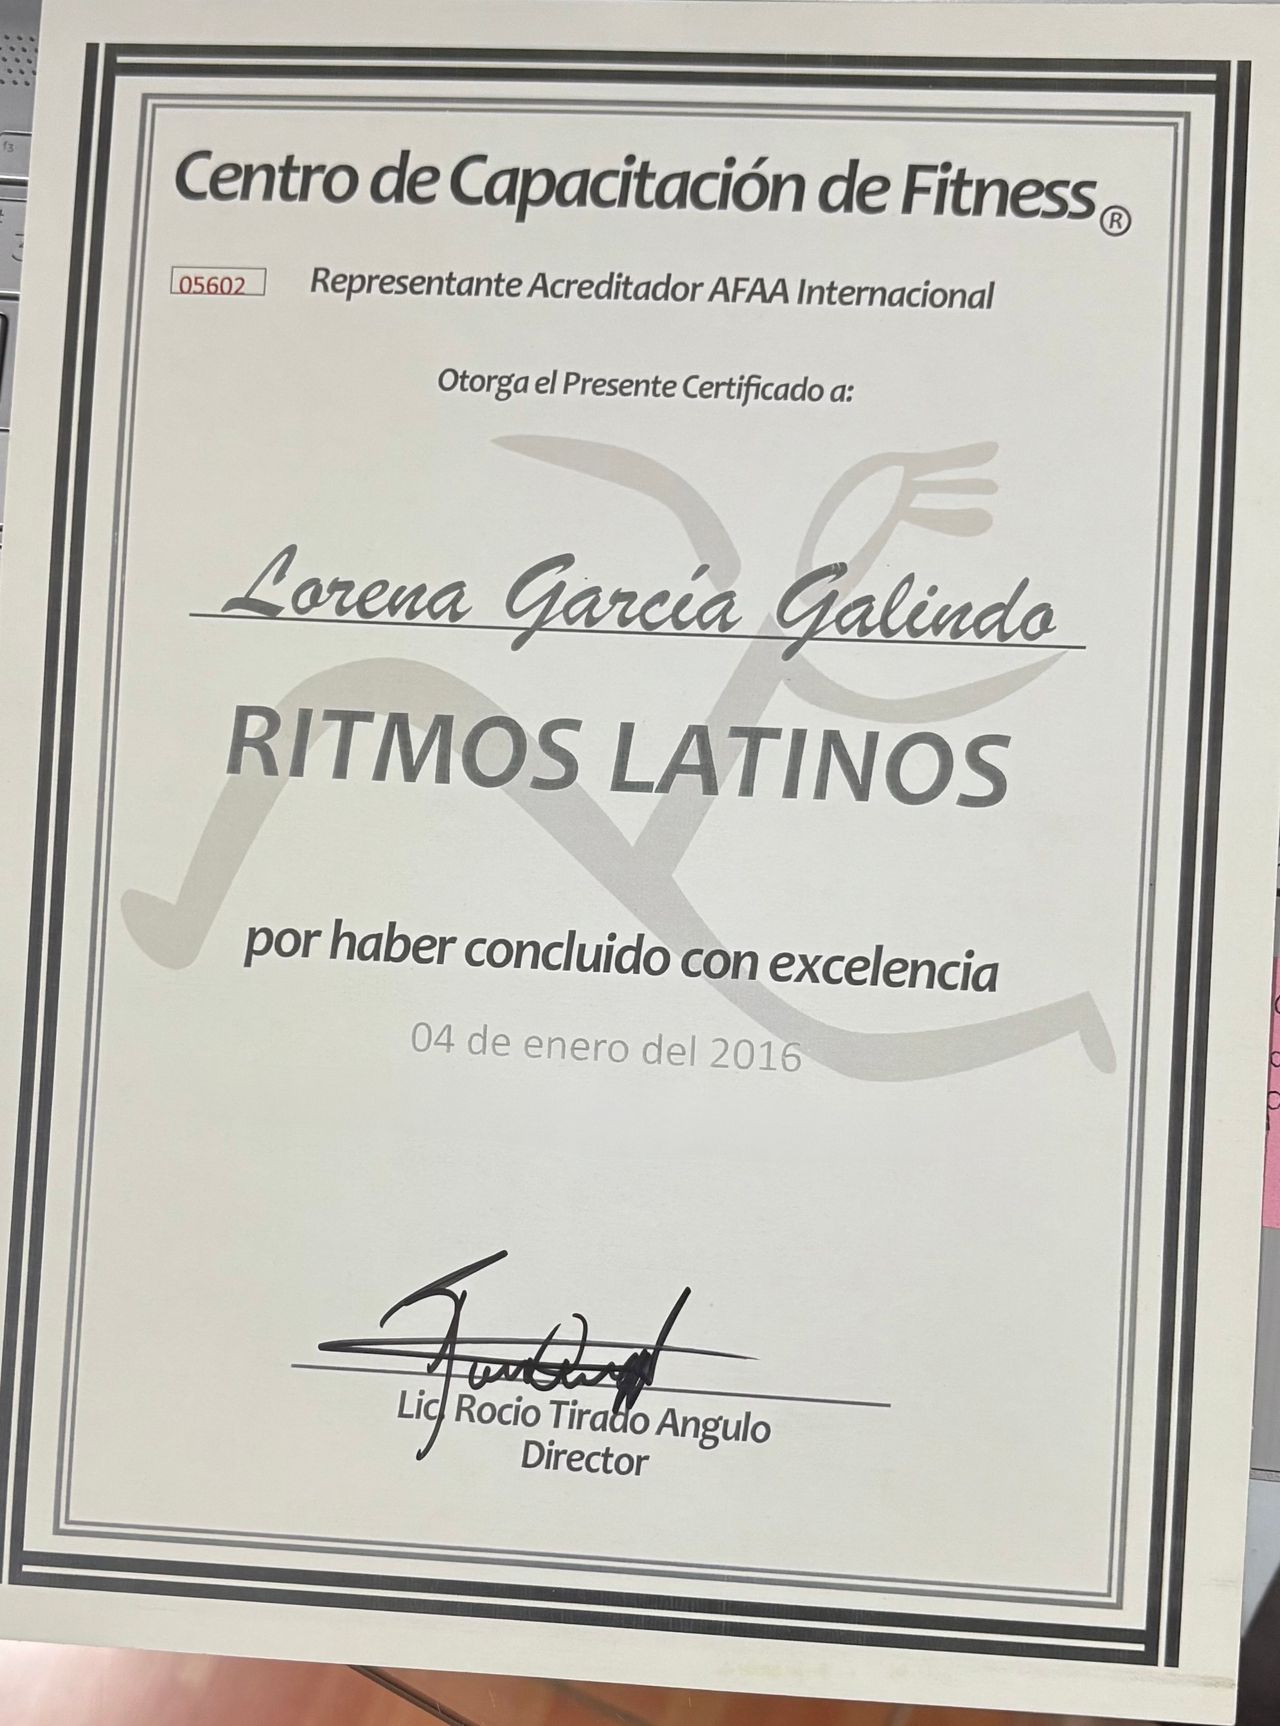 Centro de Capacitación de Fitness®
05602 Representante Acreditador AFAA Internacional
Otorga el Presente Certificado a:
Lorena García Galindo
RITMOS LATINOS
por haber concluido con excelencia
04 de enero del 2016
Lic. Rocio Tirado Angulo
Director